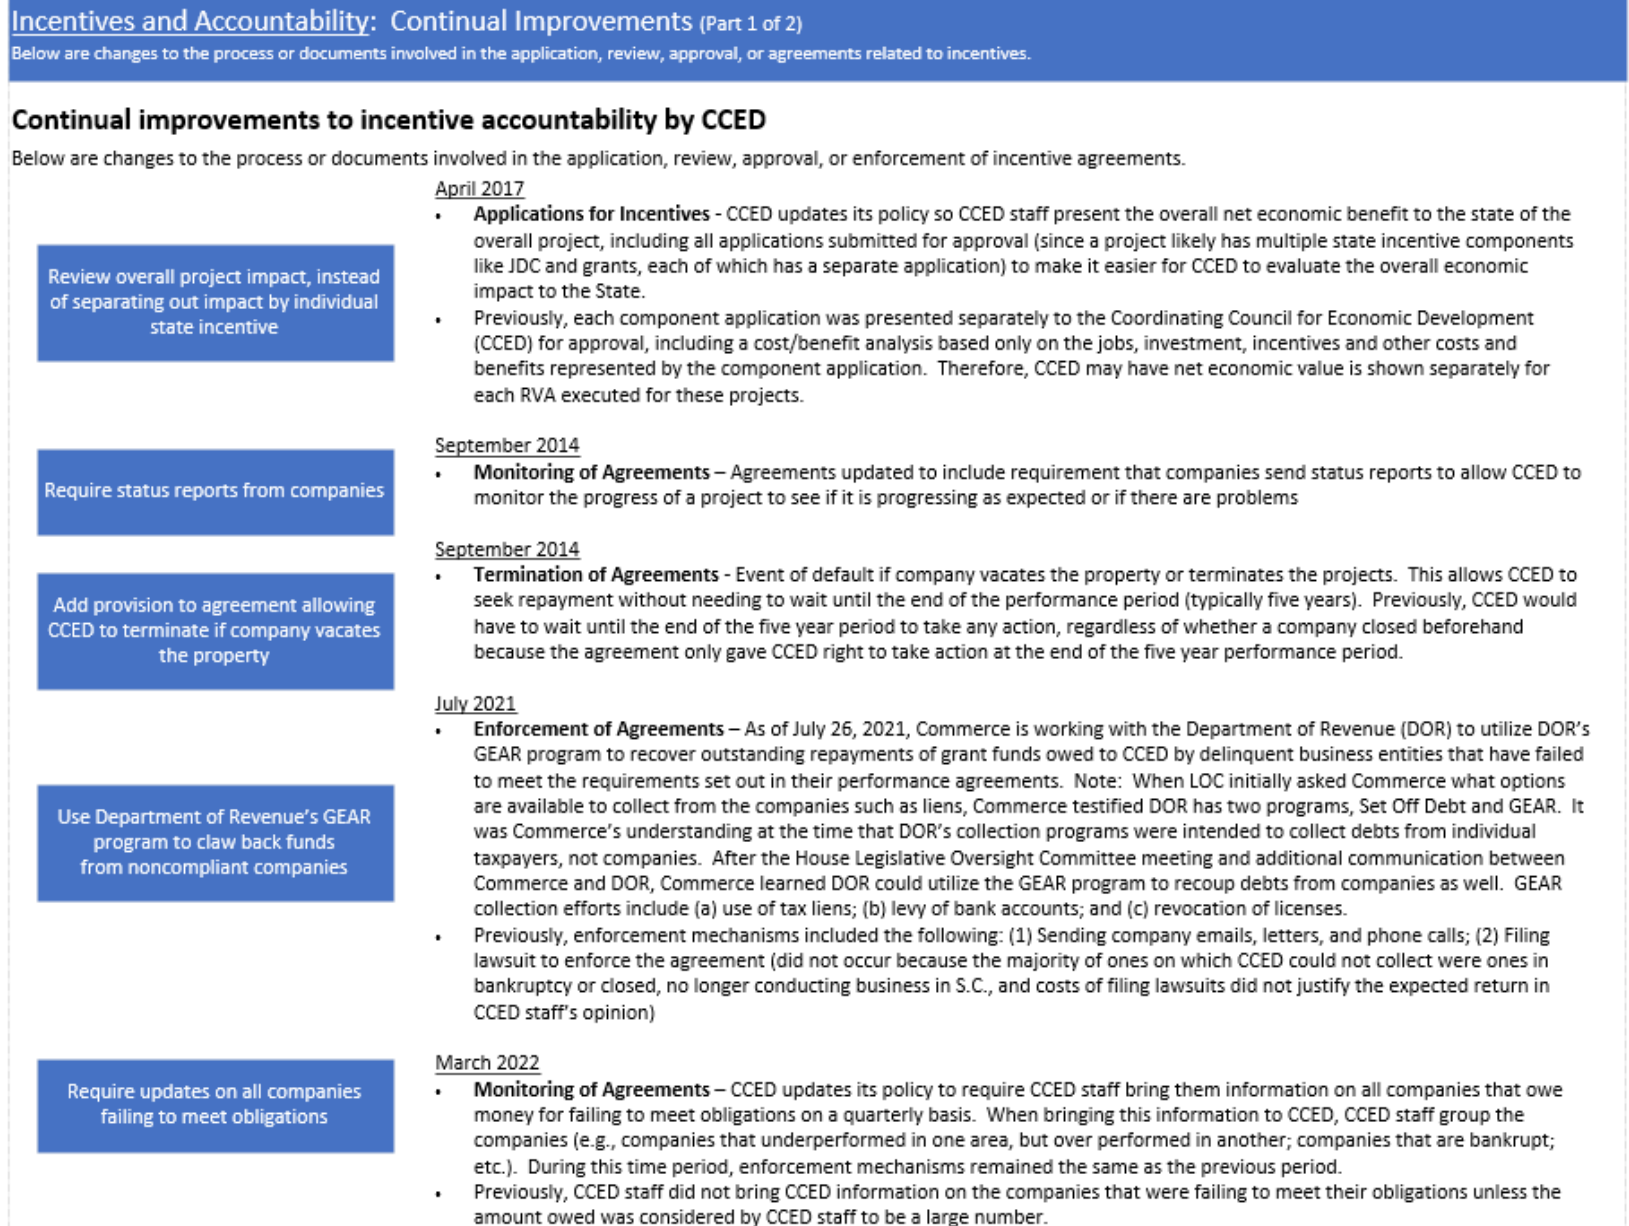 Incentives and Accountability:  Continual Improvements (Part 1 of 2)
Below are changes to the process or documents involved in the application, review, approval, or agreements related to incentives.
Continual improvements to incentive accountability by CCED
Below are changes to the process or documents involved in the application, review, approval, or enforcement of incentive agreements.
Review overall project impact, instead
of separating out impact by individual
state incentive
April 2017
• Applications for Incentives - CCED updates its policy so CCED staff present the overall net economic benefit to the state of the
overall project, including all applications submitted for approval (since a project likely has multiple state incentive components
like JDC and grants, each of which has a separate application) to make it easier for CCED to evaluate the overall economic
impact to the State.
• Previously, each component application was presented separately to the Coordinating Council for Economic Development
(CCED) for approval, including a cost/benefit analysis based only on the jobs, investment, incentives and other costs and
benefits represented by the component application.  Therefore, CCED may have net economic value is shown separately for
each RVA executed for these projects.
Require status reports from companies
September 2014
• Monitoring of Agreements – Agreements updated to include requirement that companies send status reports to allow CCED to
monitor the progress of a project to see if it is progressing as expected or if there are problems
Add provision to agreement allowing
CCED to terminate if company vacates
the property
September 2014
• Termination of Agreements - Event of default if company vacates the property or terminates the projects.  This allows CCED to
seek repayment without needing to wait until the end of the performance period (typically five years).  Previously, CCED would
have to wait until the end of the five year period to take any action, regardless of whether a company closed beforehand
because the agreement only gave CCED right to take action at the end of the five year performance period.
Use Department of Revenue's GEAR
program to claw back funds
from noncompliant companies
July 2021
• Enforcement of Agreements – As of July 26, 2021, Commerce is working with the Department of Revenue (DOR) to utilize DOR's
GEAR program to recover outstanding repayments of grant funds owed to CCED by delinquent business entities that have failed
to meet the requirements set out in their performance agreements.  Note:  When LOC initially asked Commerce what options
are available to collect from the companies such as liens, Commerce testified DOR has two programs, Set Off Debt and GEAR.  It
was Commerce's understanding at the time that DOR's collection programs were intended to collect debts from individual
taxpayers, not companies.  After the House Legislative Oversight Committee meeting and additional communication between
Commerce and DOR, Commerce learned DOR could utilize the GEAR program to recoup debts from companies as well.  GEAR
collection efforts include (a) use of tax liens; (b) levy of bank accounts; and (c) revocation of licenses.
• Previously, enforcement mechanisms included the following: (1) Sending company emails, letters, and phone calls; (2) Filing
lawsuit to enforce the agreement (did not occur because the majority of ones on which CCED could not collect were ones in
bankruptcy or closed, no longer conducting business in S.C., and costs of filing lawsuits did not justify the expected return in
CCED staff's opinion)
Require updates on all companies
failing to meet obligations
March 2022
• Monitoring of Agreements – CCED updates its policy to require CCED staff bring them information on all companies that owe
money for failing to meet obligations on a quarterly basis.  When bringing this information to CCED, CCED staff group the
companies (e.g., companies that underperformed in one area, but over performed in another; companies that are bankrupt;
etc.).  During this time period, enforcement mechanisms remained the same as the previous period.
• Previously, CCED staff did not bring CCED information on the companies that were failing to meet their obligations unless the
amount owed was considered by CCED staff to be a large number.